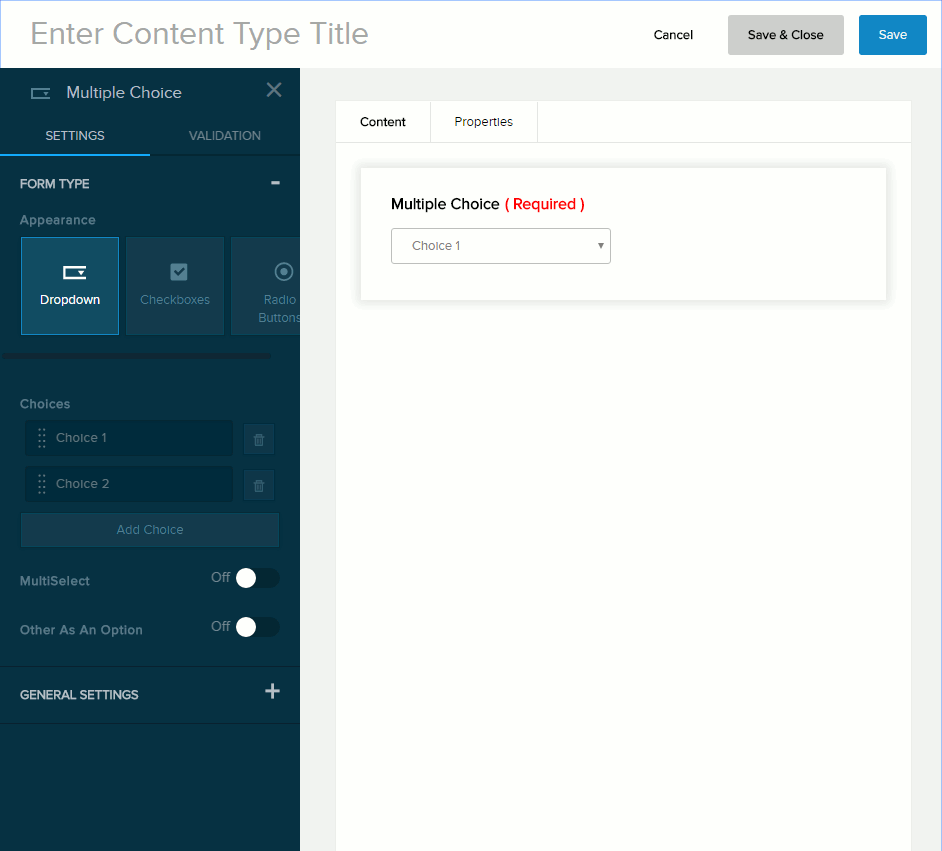 Enter Content Type Title
Cancel
Save & Close
Save
Multiple Choice
SETTINGS
VALIDATION
FORM TYPE
Appearance
Dropdown
Checkboxes
Radio
Buttons
Choices
Choice 1
Choice 2
Add Choice
MultiSelect
Off
Other As An Option
Off
GENERAL SETTINGS
Content
Properties
Multiple Choice ( Required )
Choice 1